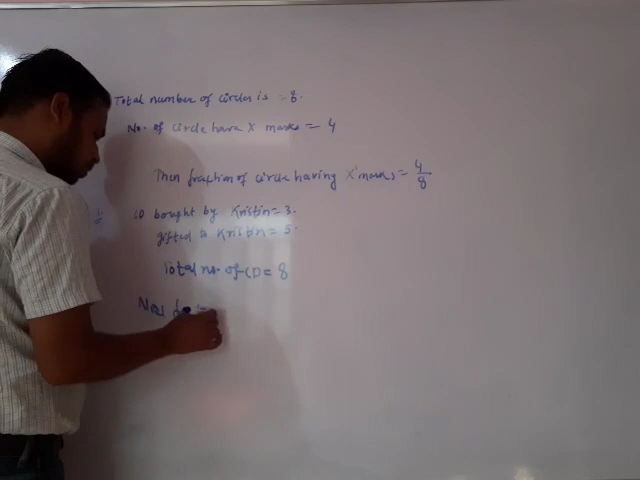 Total number of circles is = 8.
No. of circle have X marks = 4
Then fraction of circle having 'X' marks = 4/8
CD bought by Kristin = 3.
gifted to Kristin = 5.
Total no. of CD = 8
Now